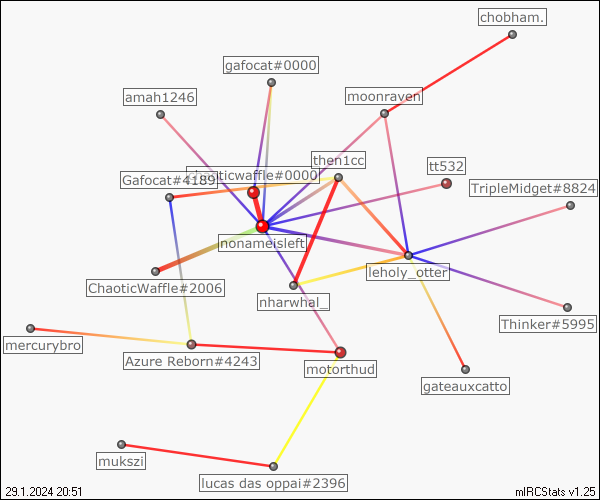 chobham.
gafocat#0000
moonraven
amah1246
then1cc
tt532
chaoticwaffle#0000
Gafocat#4189
TripleMidget#8824
nonameisleft
leholy_otter
ChaoticWaffle#2006
nharwhal_
Thinker#5995
mercurybro
Azure Reborn#4243
motorthud
gateauxcatto
mukszi
lucas das oppai#2396
29.1.2024 20:51
mIRCStats v1.25